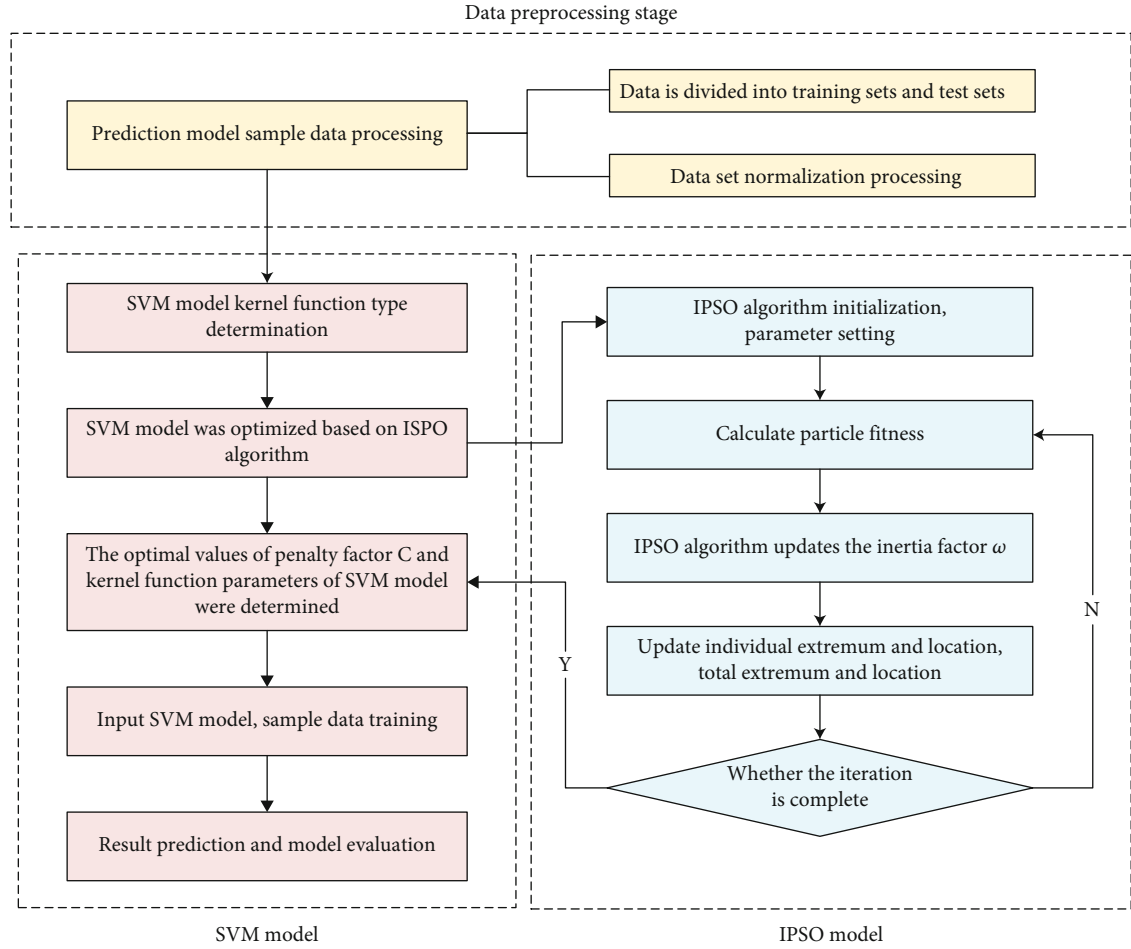 Data preprocessing stage
Prediction model sample data processing
Data is divided into training sets and test sets
Data set normalization processing
SVM model kernel function type
determination
SVM model was optimized based on ISPO
algorithm
The optimal values of penalty factor C and
kernel function parameters of SVM model
were determined
Input SVM model, sample data training
Result prediction and model evaluation
SVM model
IPSO algorithm initialization,
parameter setting
Calculate particle fitness
IPSO algorithm updates the inertia factor ω
Update individual extremum and location,
total extremum and location
Whether the iteration
is complete
Y
N
IPSO model